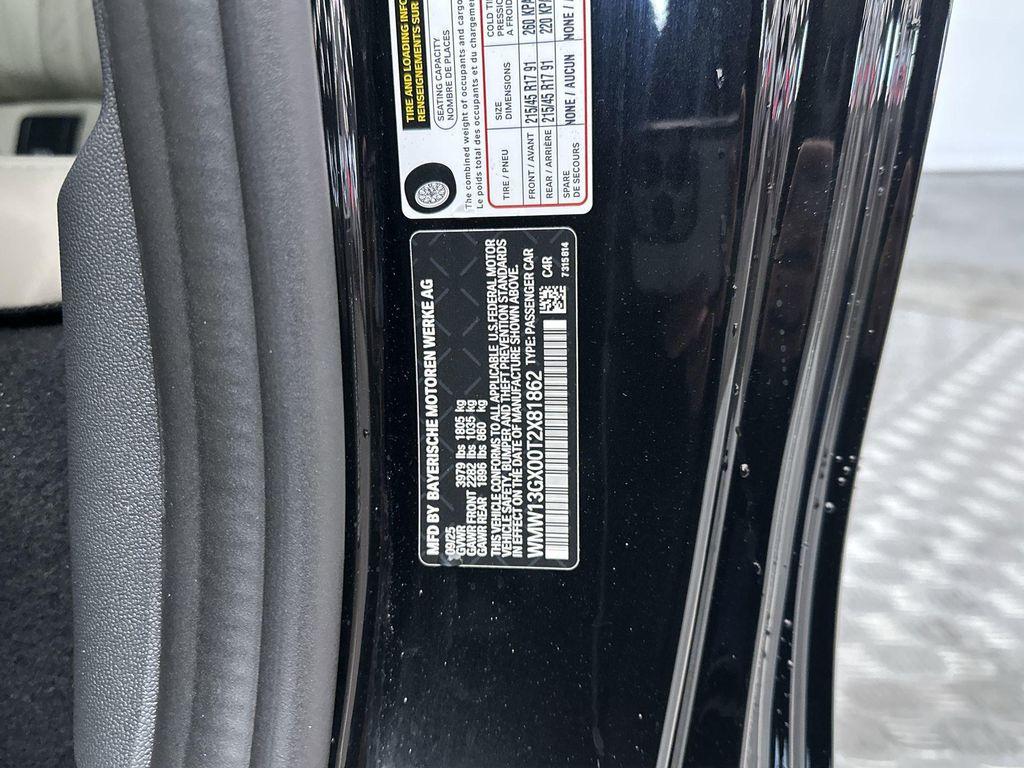 TIRE AND LOADING INFO
RENSEIGNEMENTS SUR
SEATING CAPACITY
NOMBRE DE PLACES
The combined weight of occupants and cargo
Le poids total des occupants et du chargement
TIRE / PNEU SIZE DIMENSIONS COLD A FROID
FRONT / AVANT 215/45 R17 91 260 KPA
REAR / ARRIÈRE 215/45 R17 91 220 KPA
SPARE DE SECOURS NONE / AUCUN NONE /
MFD BY BAYERISCHE MOTOREN WERKE AG
09/25
GVWR 3979 lbs 1805 kg
GAWR FRONT 2282 lbs 1035 kg
GAWR REAR 1896 lbs 860 kg
THIS VEHICLE CONFORMS TO ALL APPLICABLE U.S. FEDERAL MOTOR
VEHICLE SAFETY, BUMPER AND THEFT PREVENTION STANDARDS
IN EFFECT ON THE DATE OF MANUFACTURE SHOWN ABOVE.
WMW13GX00T2X81862 TYPE: PASSENGER CAR
C4R
7315814